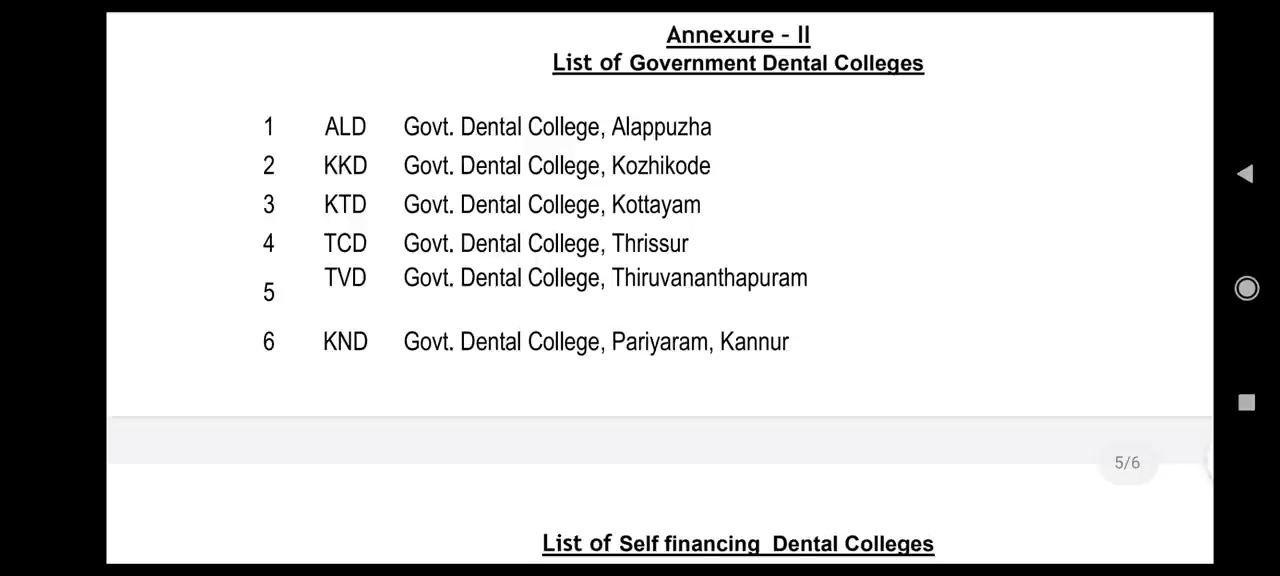 Annexure - II
List of Government Dental Colleges
1 ALD Govt. Dental College, Alappuzha
2 KKD Govt. Dental College, Kozhikode
3 KTD Govt. Dental College, Kottayam
4 TCD Govt. Dental College, Thrissur
5 TVD Govt. Dental College, Thiruvananthapuram
6 KND Govt. Dental College, Pariyaram, Kannur
5/6
List of Self financing Dental Colleges